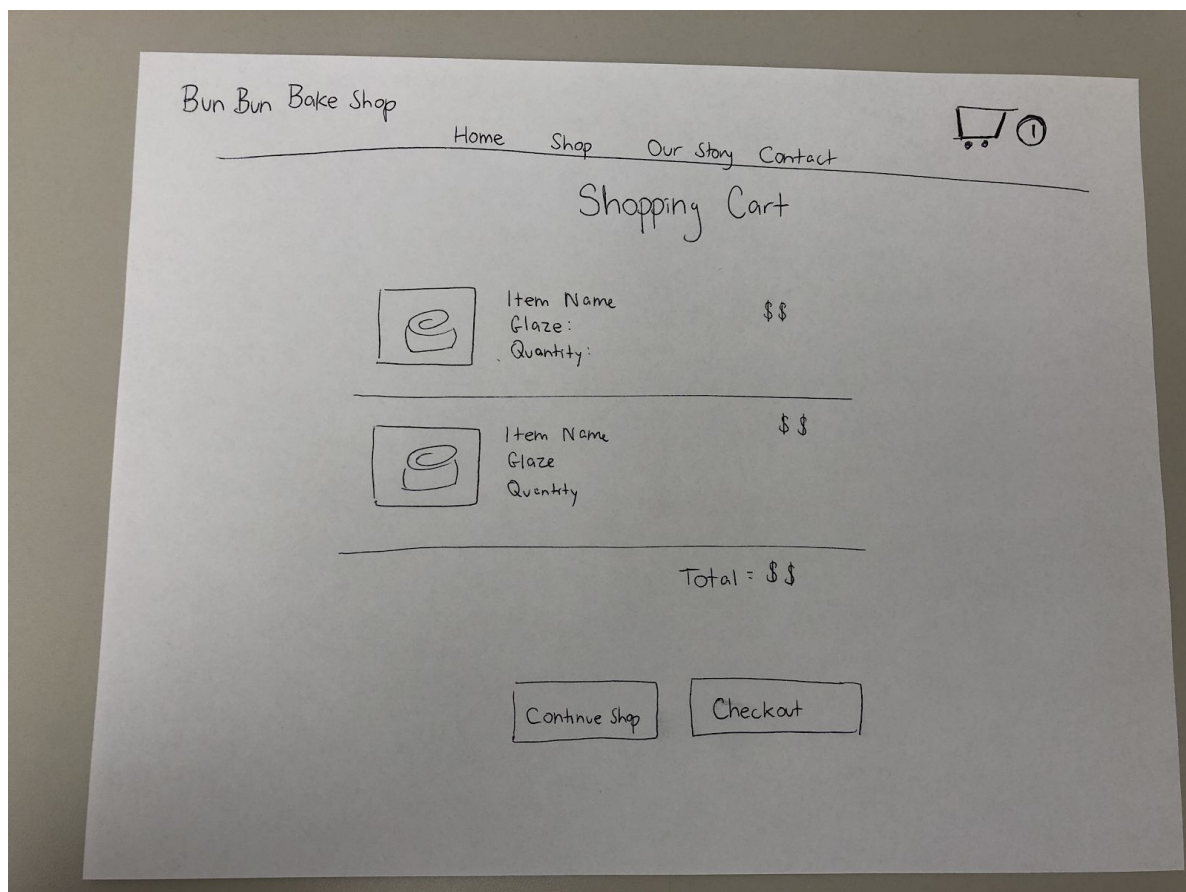 Bun Bun Bake Shop
Home Shop Our Story Contact
1
Shopping Cart
Item Name $$
Glaze:
Quantity:
Item Name $$
Glaze
Quantity
Total = $$
Continue Shop Checkout